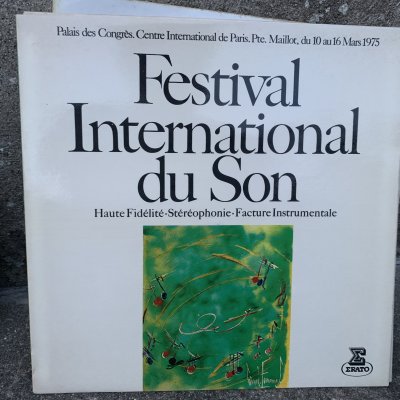 Palais des Congrès. Centre International de Paris. Pte. Maillot, du 10 au 16 Mars 1975
Festival
International
du Son
Haute Fidélité-Stéréophonie-Facture Instrumentale
ERATO